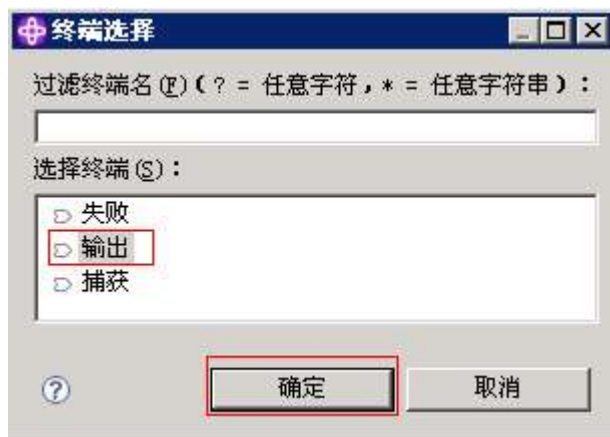 终端选择
过滤终端名(F)(? = 任意字符,* = 任意字符串):
选择终端(S):
失败
输出
捕获
?
确定 取消